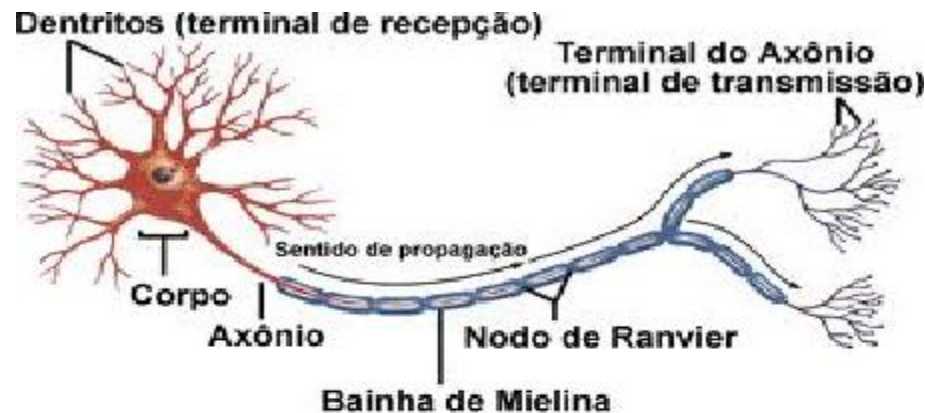 Dentritos (terminal de recepção)
Terminal do Axônio
(terminal de transmissão)
Sentido de propagação
Corpo
Axônio
Nodo de Ranvier
Bainha de Mielina